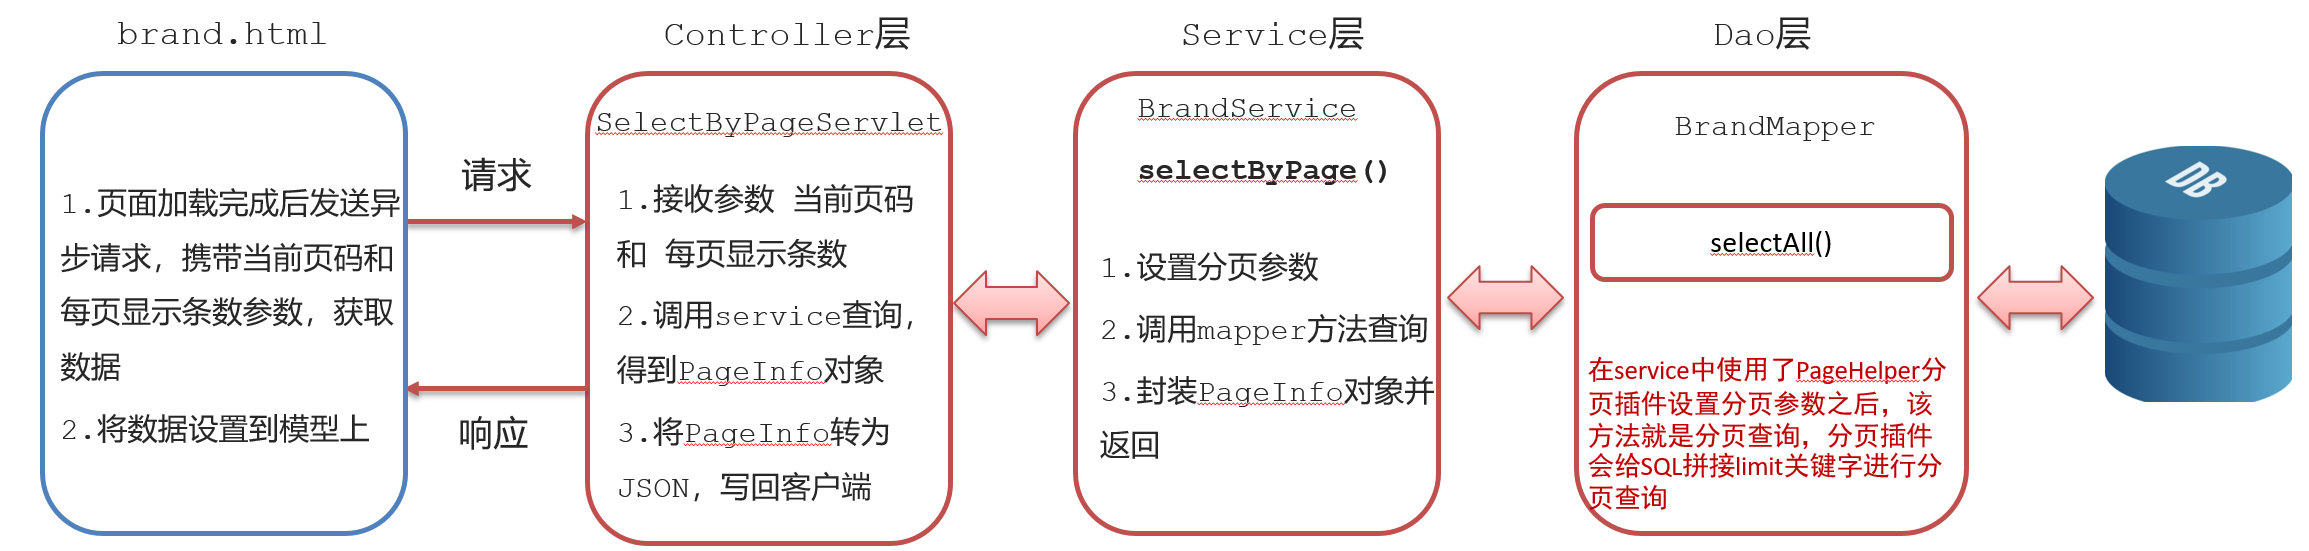 brand.html
1.页面加载完成后发送异
步请求，携带当前页码和
每页显示条数参数，获取
数据
2.将数据设置到模型上
请求
响应
Controller层
SelectByPageServlet
1.接收参数 当前页码
和 每页显示条数
2.调用service查询，
得到PageInfo对象
3.将PageInfo转为
JSON，写回客户端
Service层
BrandService
selectByPage()
1.设置分页参数
2.调用mapper方法查询
3.封装PageInfo对象并
返回
Dao层
BrandMapper
selectAll()
在service中使用了PageHelper分
页插件设置分页参数之后，该
方法就是分页查询，分页插件
会给SQL拼接limit关键字进行分
页查询
DB